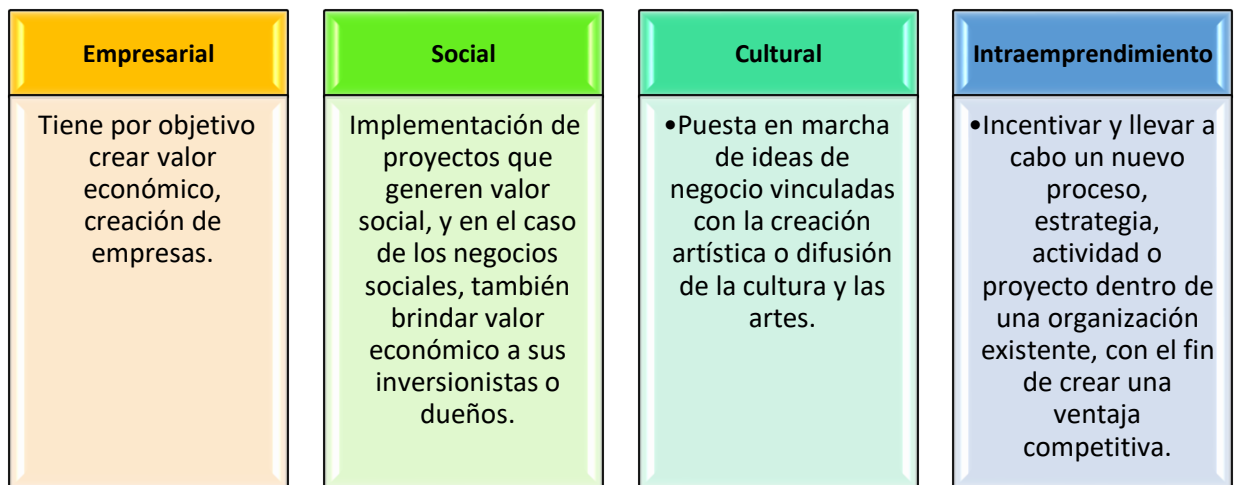 Empresarial
Tiene por objetivo
crear valor
económico,
creación de
empresas.
Social
Implementación de
proyectos que
generen valor
social, y en el caso
de los negocios
sociales, también
brindar valor
económico a sus
inversionistas o
dueños.
Cultural
•Puesta en marcha
de ideas de
negocio vinculadas
con la creación
artística o difusión
de la cultura y las
artes.
Intraemprendimiento
•Incentivar y llevar a
cabo un nuevo
proceso,
estrategia,
actividad o
proyecto dentro de
una organización
existente, con el fin
de crear una
ventaja
competitiva.